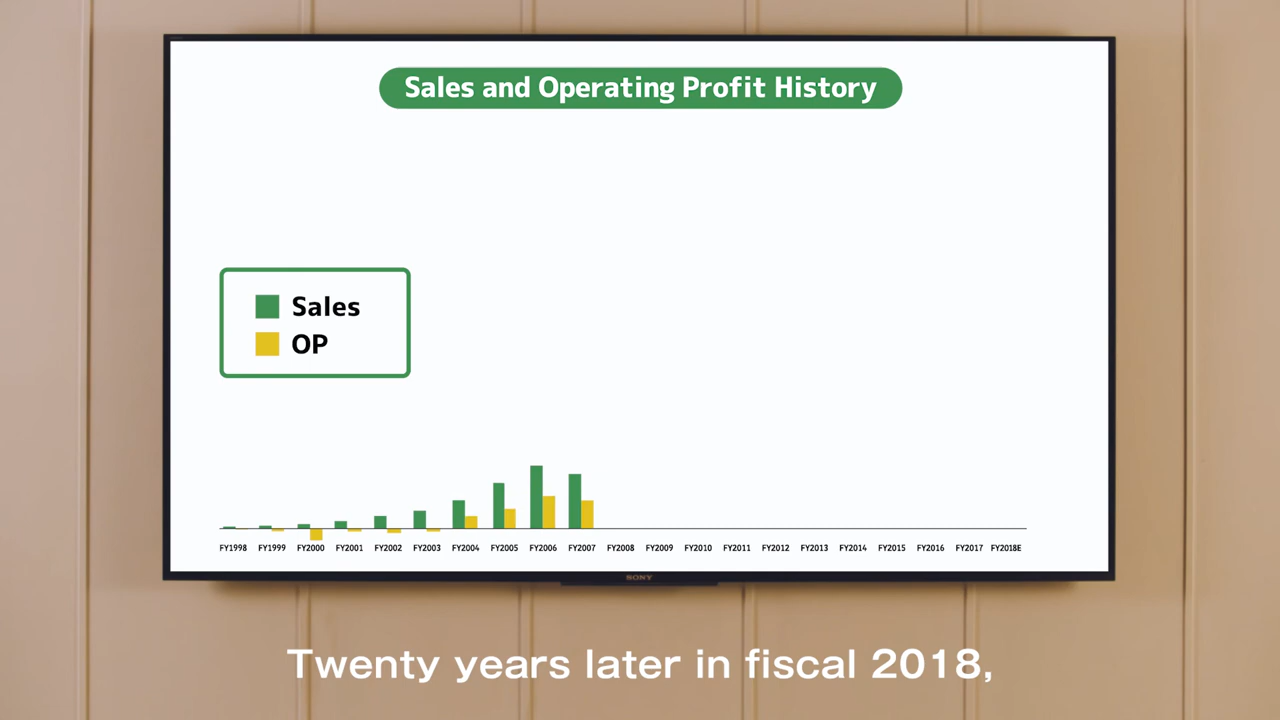 Sales and Operating Profit History
Sales
OP
FY1998 FY1999 FY2000 FY2001 FY2002 FY2003 FY2004 FY2005 FY2006 FY2007 FY2008 FY2009 FY2010 FY2011 FY2012 FY2013 FY2014 FY2015 FY2016 FY2017 FY2018E
SONY
Twenty years later in fiscal 2018,